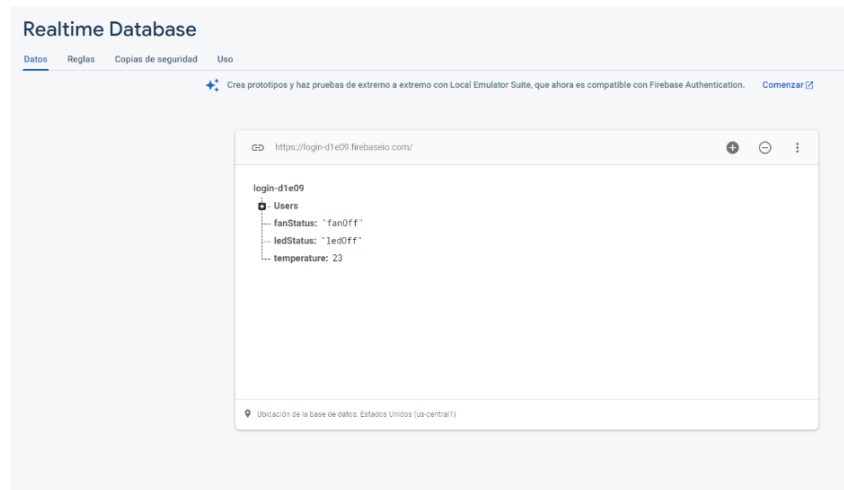 Realtime Database
Datos Reglas Copias de seguridad Uso
Crea prototipos y haz pruebas de extremo a extremo con Local Emulator Suite, que ahora es compatible con Firebase Authentication. Comenzar
https://login-d1e09.firebaseio.com/
login-d1e09
Users
fanStatus: "fanOff"
ledStatus: "ledOff"
temperature: 23
Ubicación de la base de datos: Estados Unidos (us-central1)